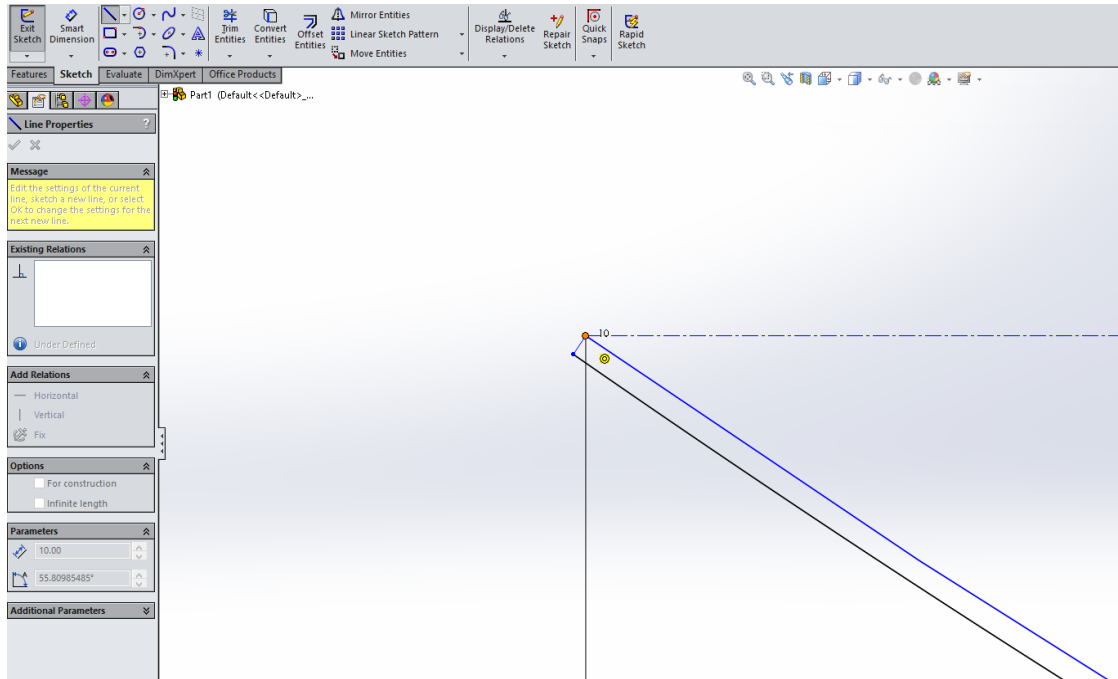 Exit Sketch
Smart Dimension
Trim Entities
Convert Entities
Offset Entities
Mirror Entities
Linear Sketch Pattern
Move Entities
Display/Delete Relations
Repair Sketch
Quick Snaps
Rapid Sketch
Features Sketch Evaluate DimXpert Office Products
Part1 (Default<<Default>_...
Line Properties ?
Message
Edit the settings of the current
line, sketch a new line, or select
OK to change the settings for the
next new line.
Existing Relations
Under Defined
Add Relations
Horizontal
Vertical
Fix
Options
For construction
Infinite length
Parameters
10.00
55.80985485°
Additional Parameters
10